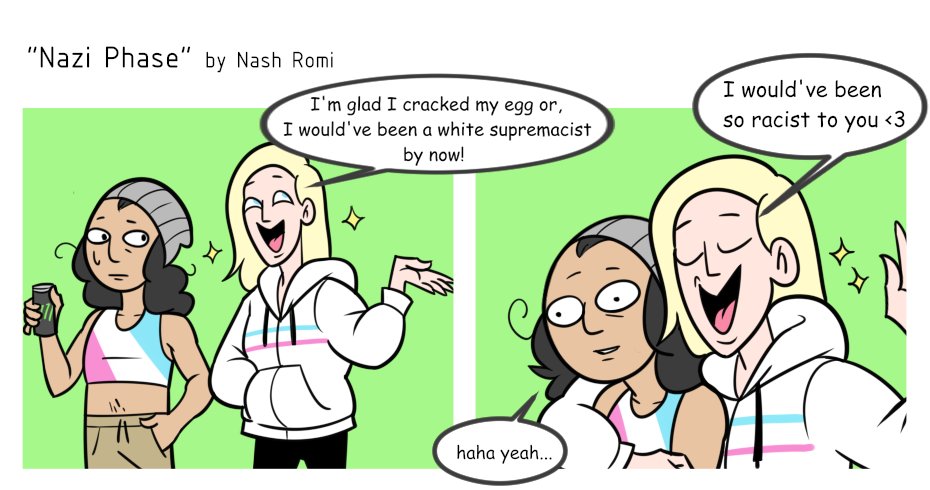 "Nazi Phase" by Nash Romi
I'm glad I cracked my egg or,
I would've been a white supremacist
by now!
I would've been
so racist to you <3
haha yeah...